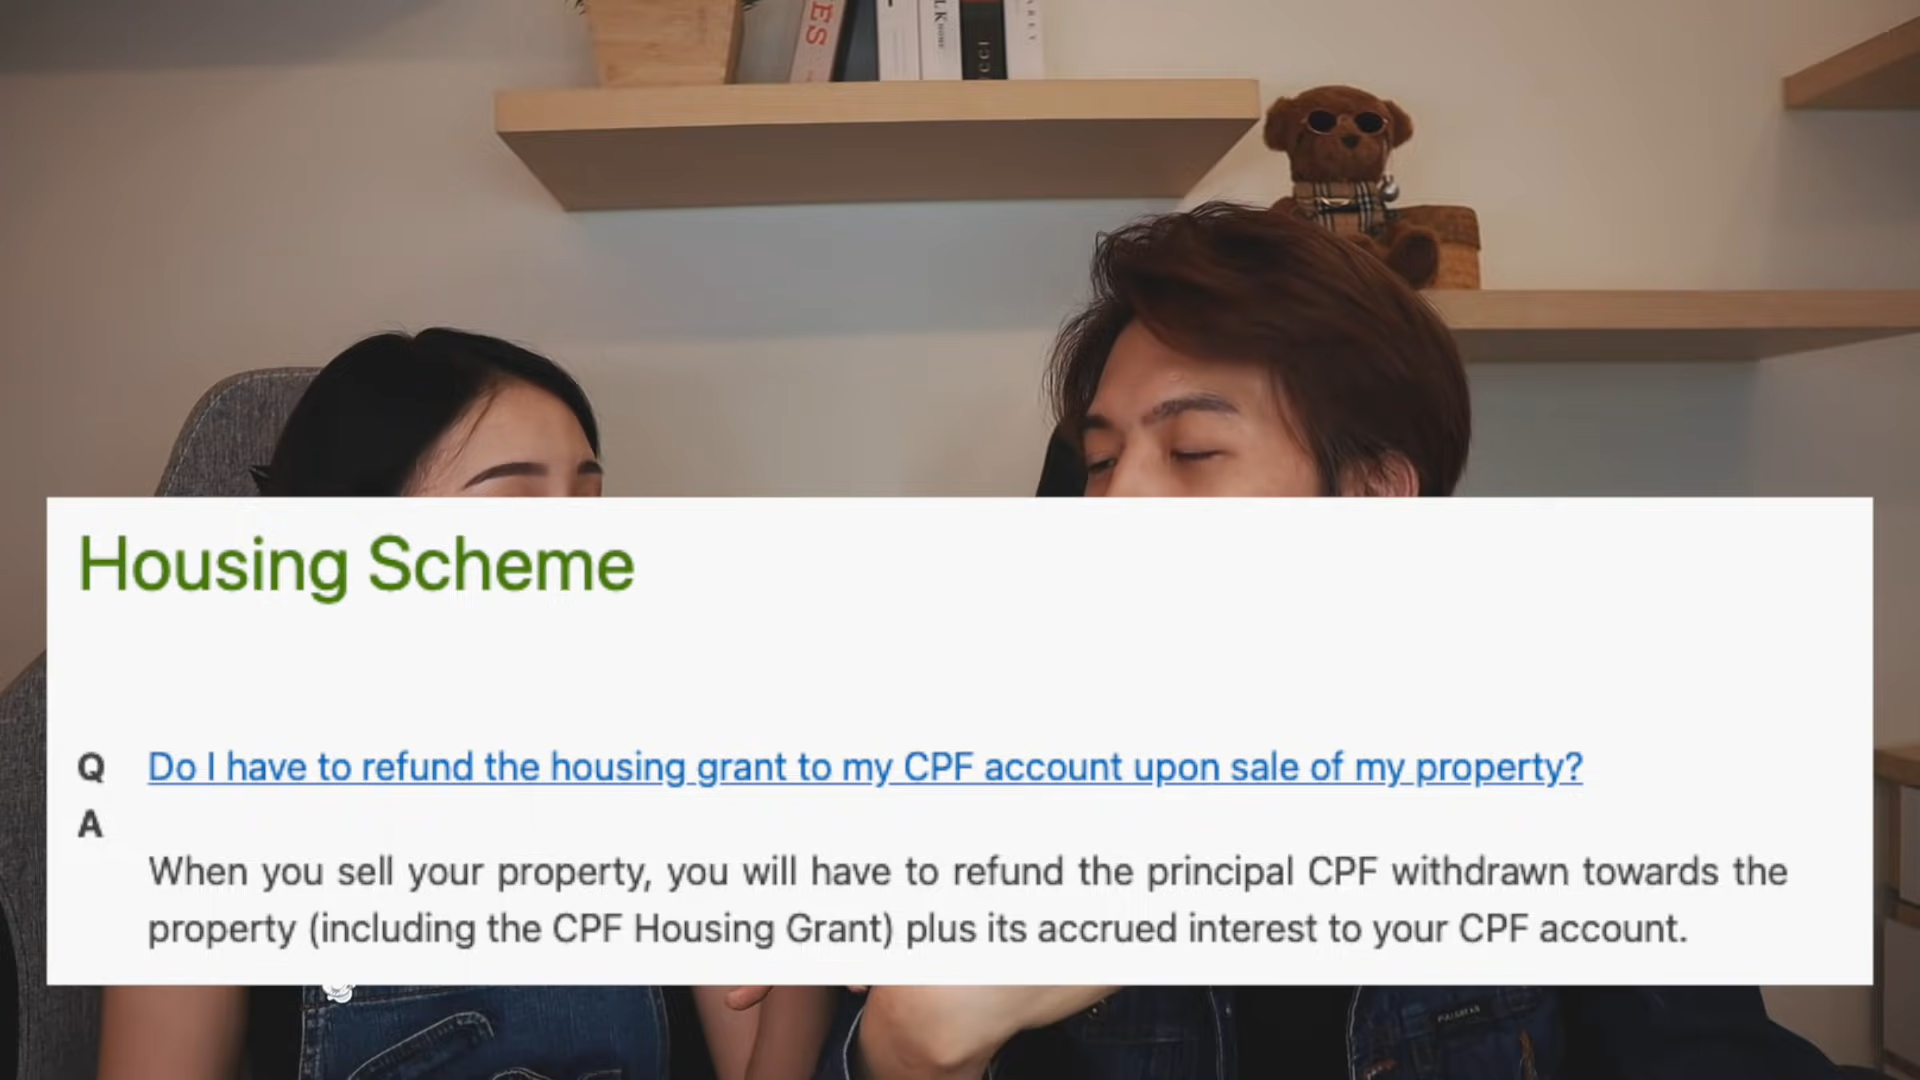 Housing Scheme
Q Do I have to refund the housing grant to my CPF account upon sale of my property?
A
When you sell your property, you will have to refund the principal CPF withdrawn towards the
property (including the CPF Housing Grant) plus its accrued interest to your CPF account.